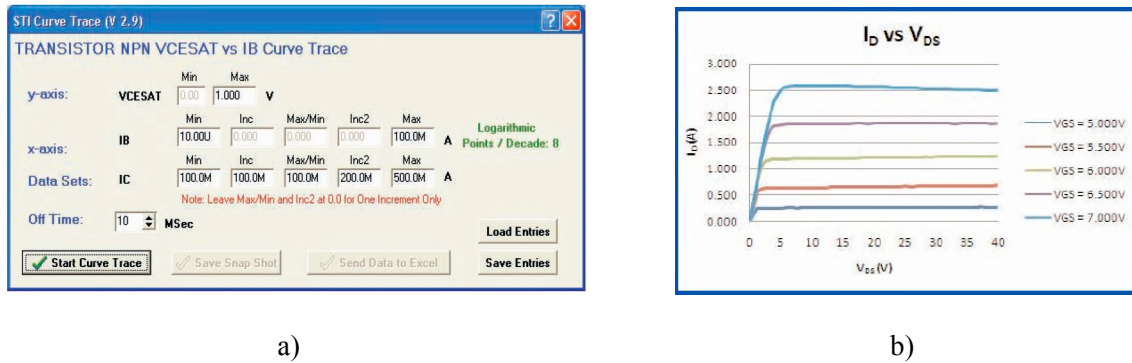 STI Curve Trace (V 2.9)
TRANSISTOR NPN VCESAT vs IB Curve Trace
Min Max
y-axis: VCESAT 0.00 1.000 V
Min Inc Max/Min Inc2 Max
x-axis: IB 10.00U 0.000 0.000 0.000 100.0M A
Logarithmic
Points / Decade: 8
Min Inc Max/Min Inc2 Max
Data Sets: IC 100.0M 100.0M 100.0M 200.0M 500.0M A
Note: Leave Max/Min and Inc2 at 0.0 for One Increment Only
Off Time: 10 MSec
Load Entries
Start Curve Trace Save Snap Shot Send Data to Excel Save Entries
a)
I_D vs V_DS
3.000
2.500
2.000
1.500
1.000
0.500
0.000
I_D(A)
0 5 10 15 20 25 30 35 40
V_DS(V)
VGS = 5.000V
VGS = 5.500V
VGS = 6.000V
VGS = 6.500V
VGS = 7.000V
b)